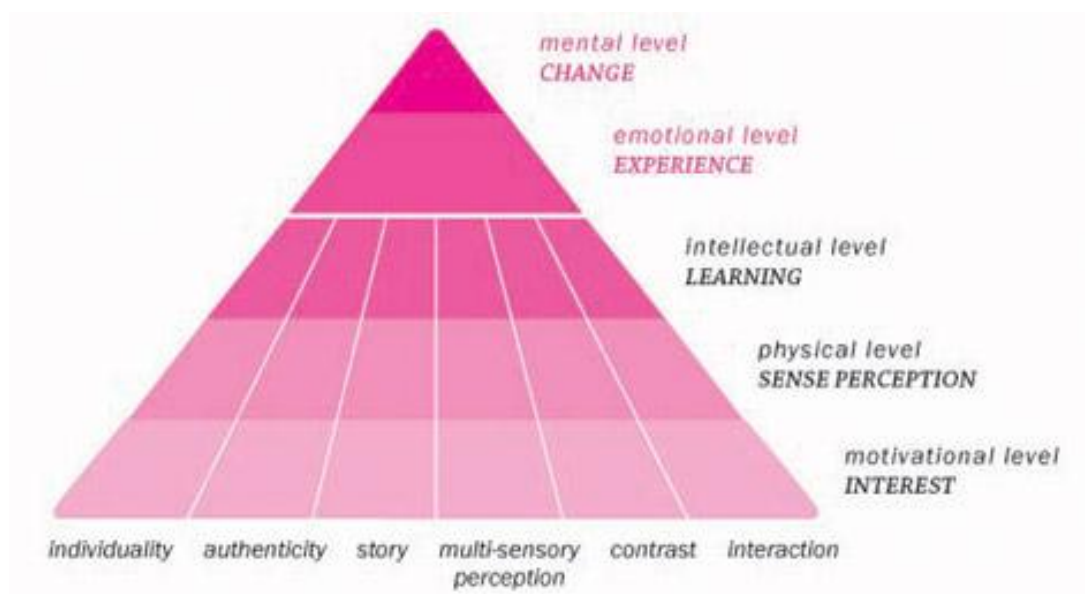 mental level
CHANGE
emotional level
EXPERIENCE
intellectual level
LEARNING
physical level
SENSE PERCEPTION
motivational level
INTEREST
individuality authenticity story multi-sensory contrast interaction
perception